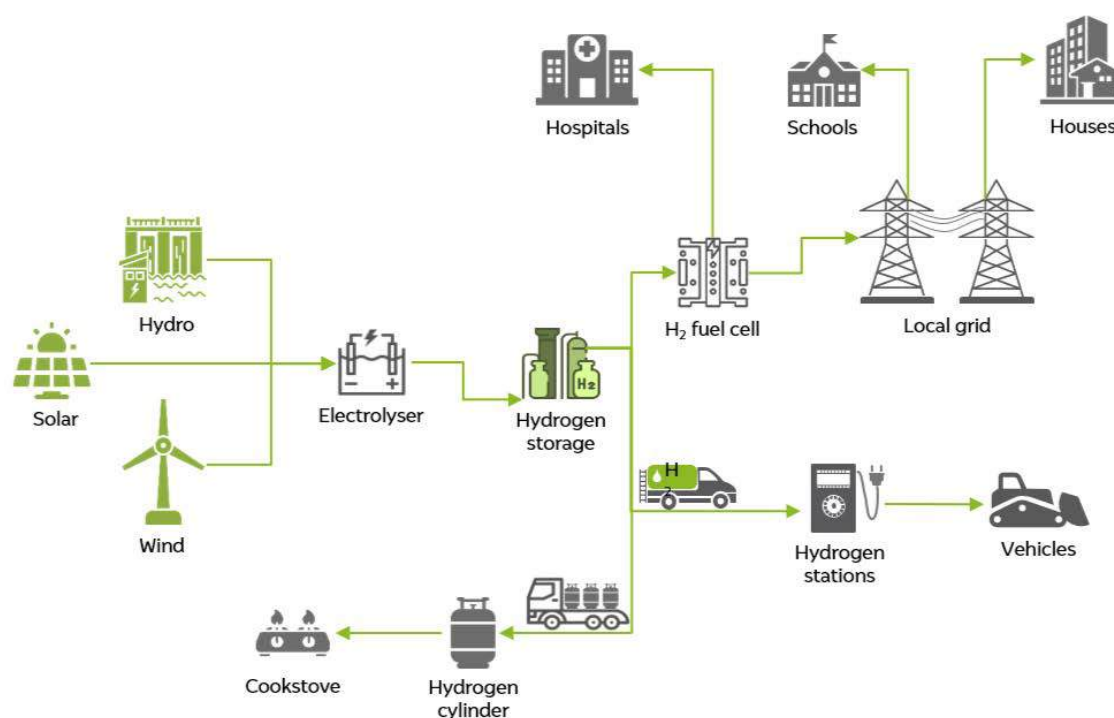 Hospitals
Schools
Houses
Hydro
H₂ fuel cell
Local grid
Solar
Electrolyser
H2
Hydrogen
storage
H
2
Wind
Hydrogen
stations
Vehicles
Cookstove
Hydrogen
cylinder